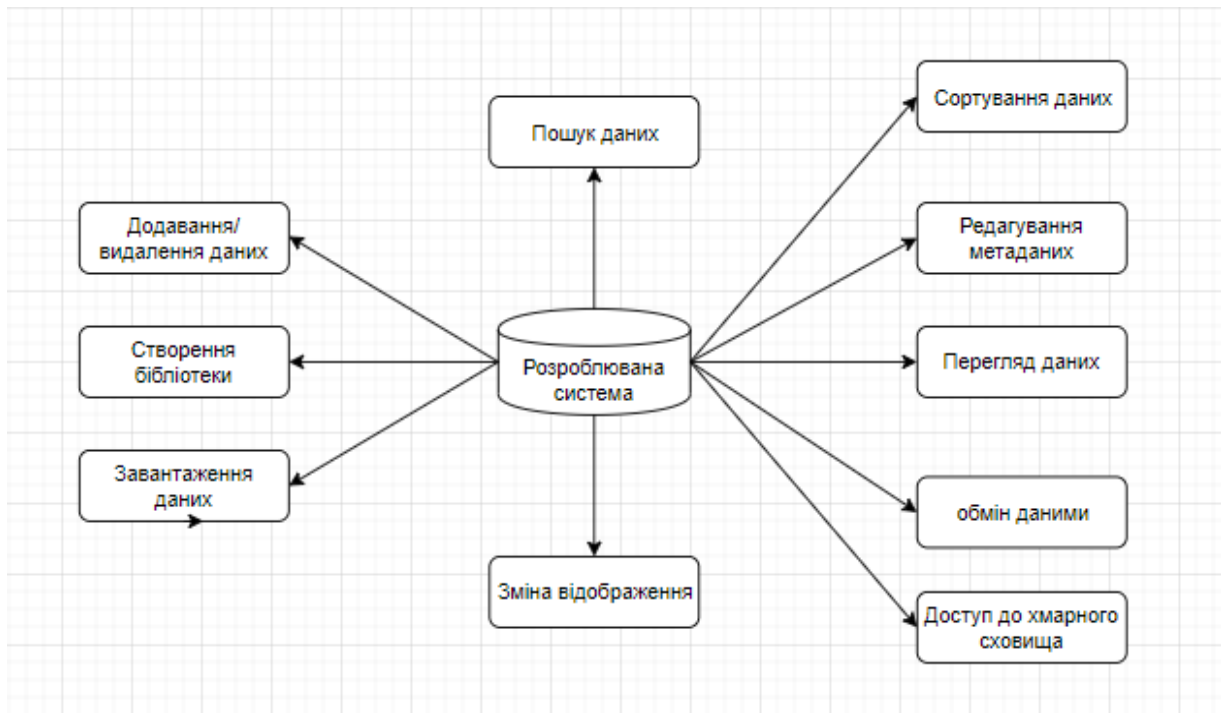 Сортування даних
Пошук даних
Додавання/
видалення даних
Редагування
метаданих
Створення
бібліотеки
Розроблювана
система
Перегляд даних
Завантаження
даних
обмін даними
Зміна відображення
Доступ до хмарного
сховища